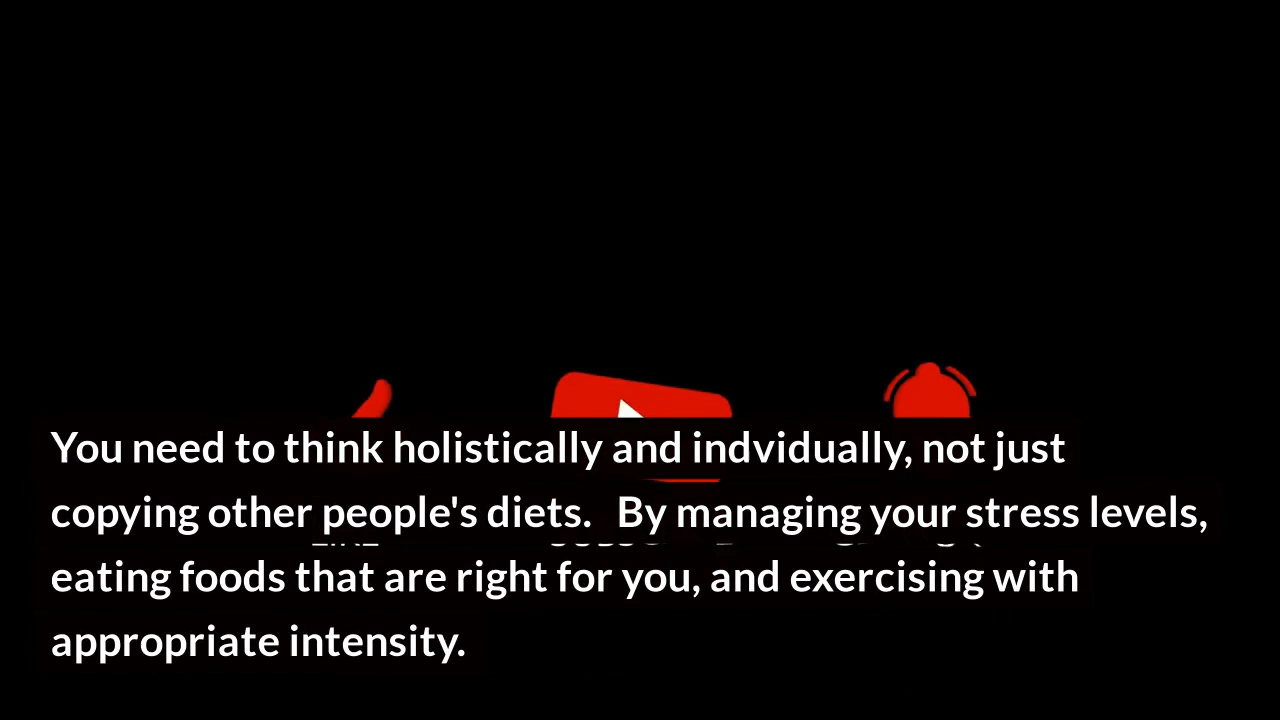 You need to think holistically and indvidually, not just
copying other people's diets.   By managing your stress levels,
eating foods that are right for you, and exercising with
appropriate intensity.